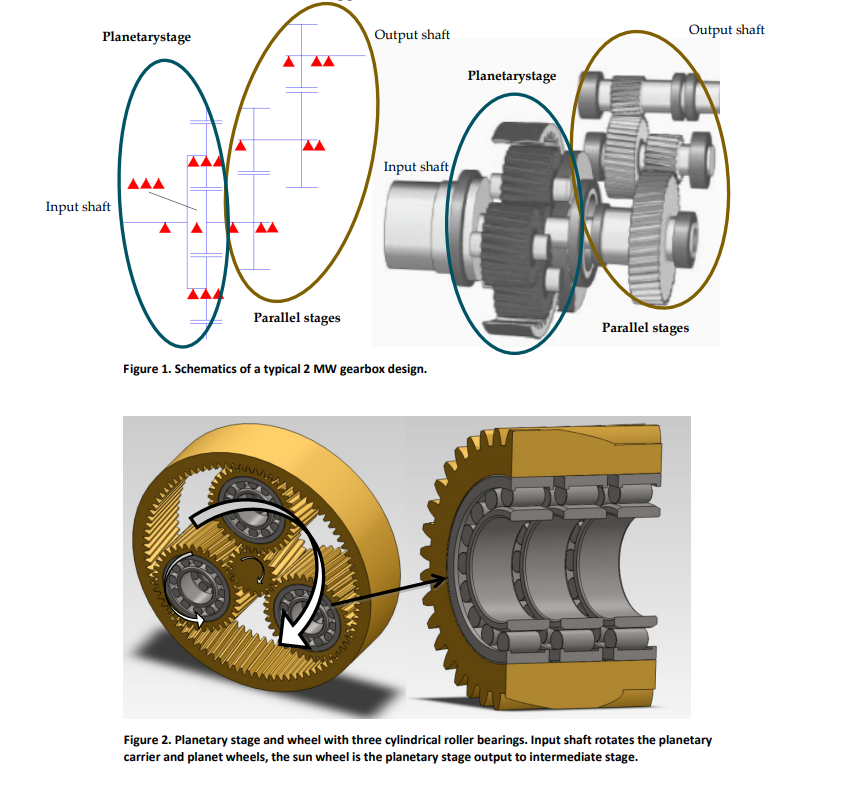 Planetarystage
Output shaft
Output shaft
Planetarystage
Input shaft
Input shaft
Parallel stages
Parallel stages
Figure 1. Schematics of a typical 2 MW gearbox design.
Figure 2. Planetary stage and wheel with three cylindrical roller bearings. Input shaft rotates the planetary
carrier and planet wheels, the sun wheel is the planetary stage output to intermediate stage.